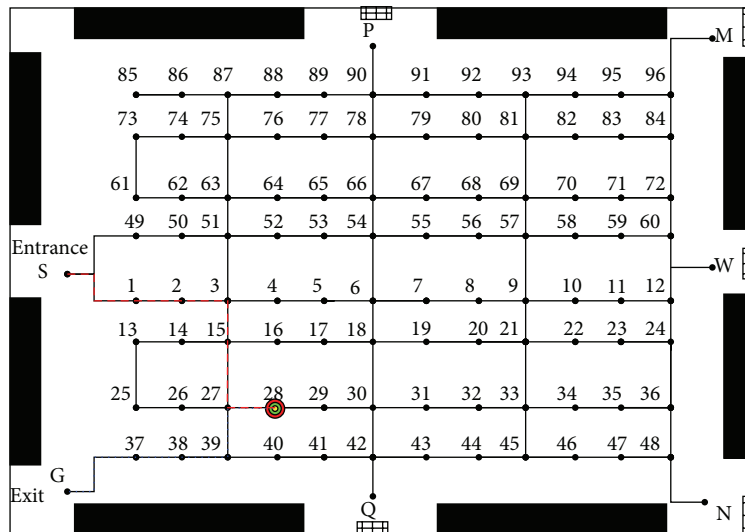 P
M
85 86 87 88 89 90 91 92 93 94 95 96
73 74 75 76 77 78 79 80 81 82 83 84
61 62 63 64 65 66 67 68 69 70 71 72
49 50 51 52 53 54 55 56 57 58 59 60
Entrance
S
W
1 2 3 4 5 6 7 8 9 10 11 12
13 14 15 16 17 18 19 20 21 22 23 24
25 26 27 28 29 30 31 32 33 34 35 36
37 38 39 40 41 42 43 44 45 46 47 48
G
Exit
Q
N